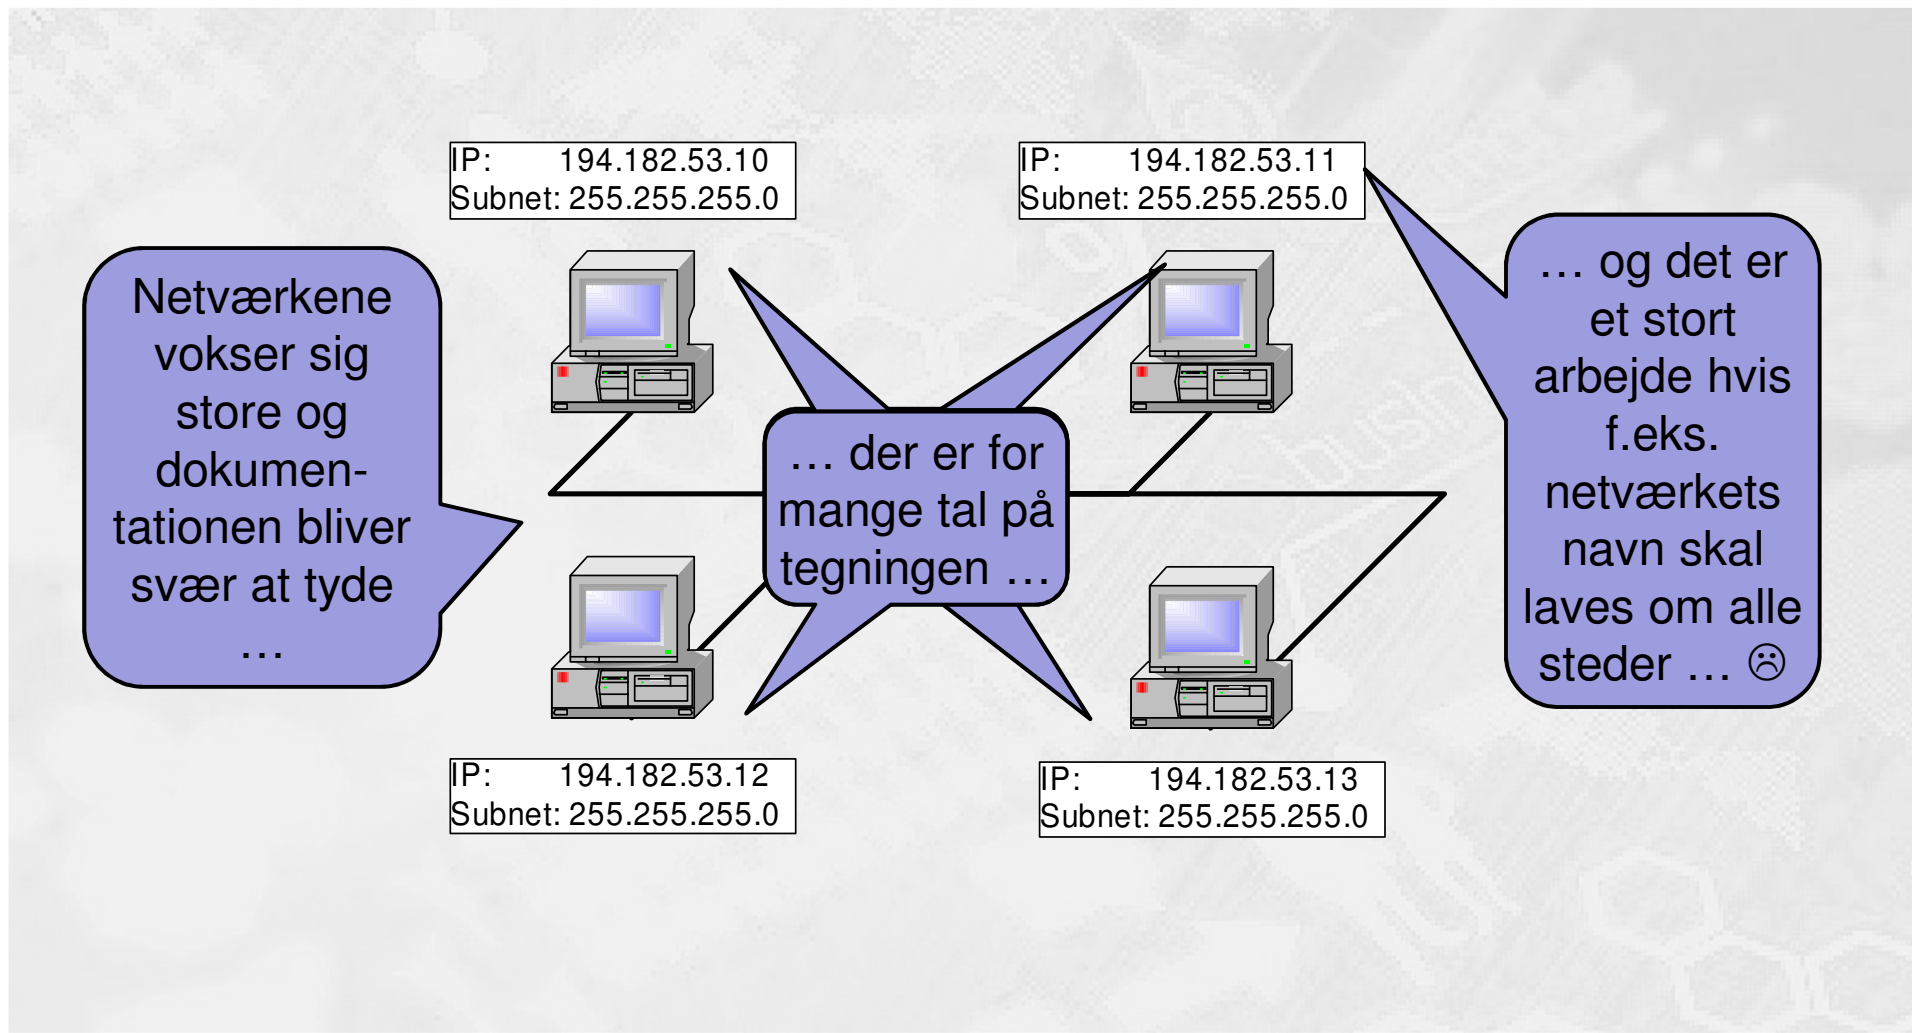 IP: 194.182.53.10
Subnet: 255.255.255.0
IP: 194.182.53.11
Subnet: 255.255.255.0
Netværkene
vokser sig
store og
dokumen-
tationen bliver
svær at tyde
…
… der er for
mange tal på
tegningen …
… og det er
et stort
arbejde hvis
f.eks.
netværkets
navn skal
laves om alle
steder … ☹
IP: 194.182.53.12
Subnet: 255.255.255.0
IP: 194.182.53.13
Subnet: 255.255.255.0